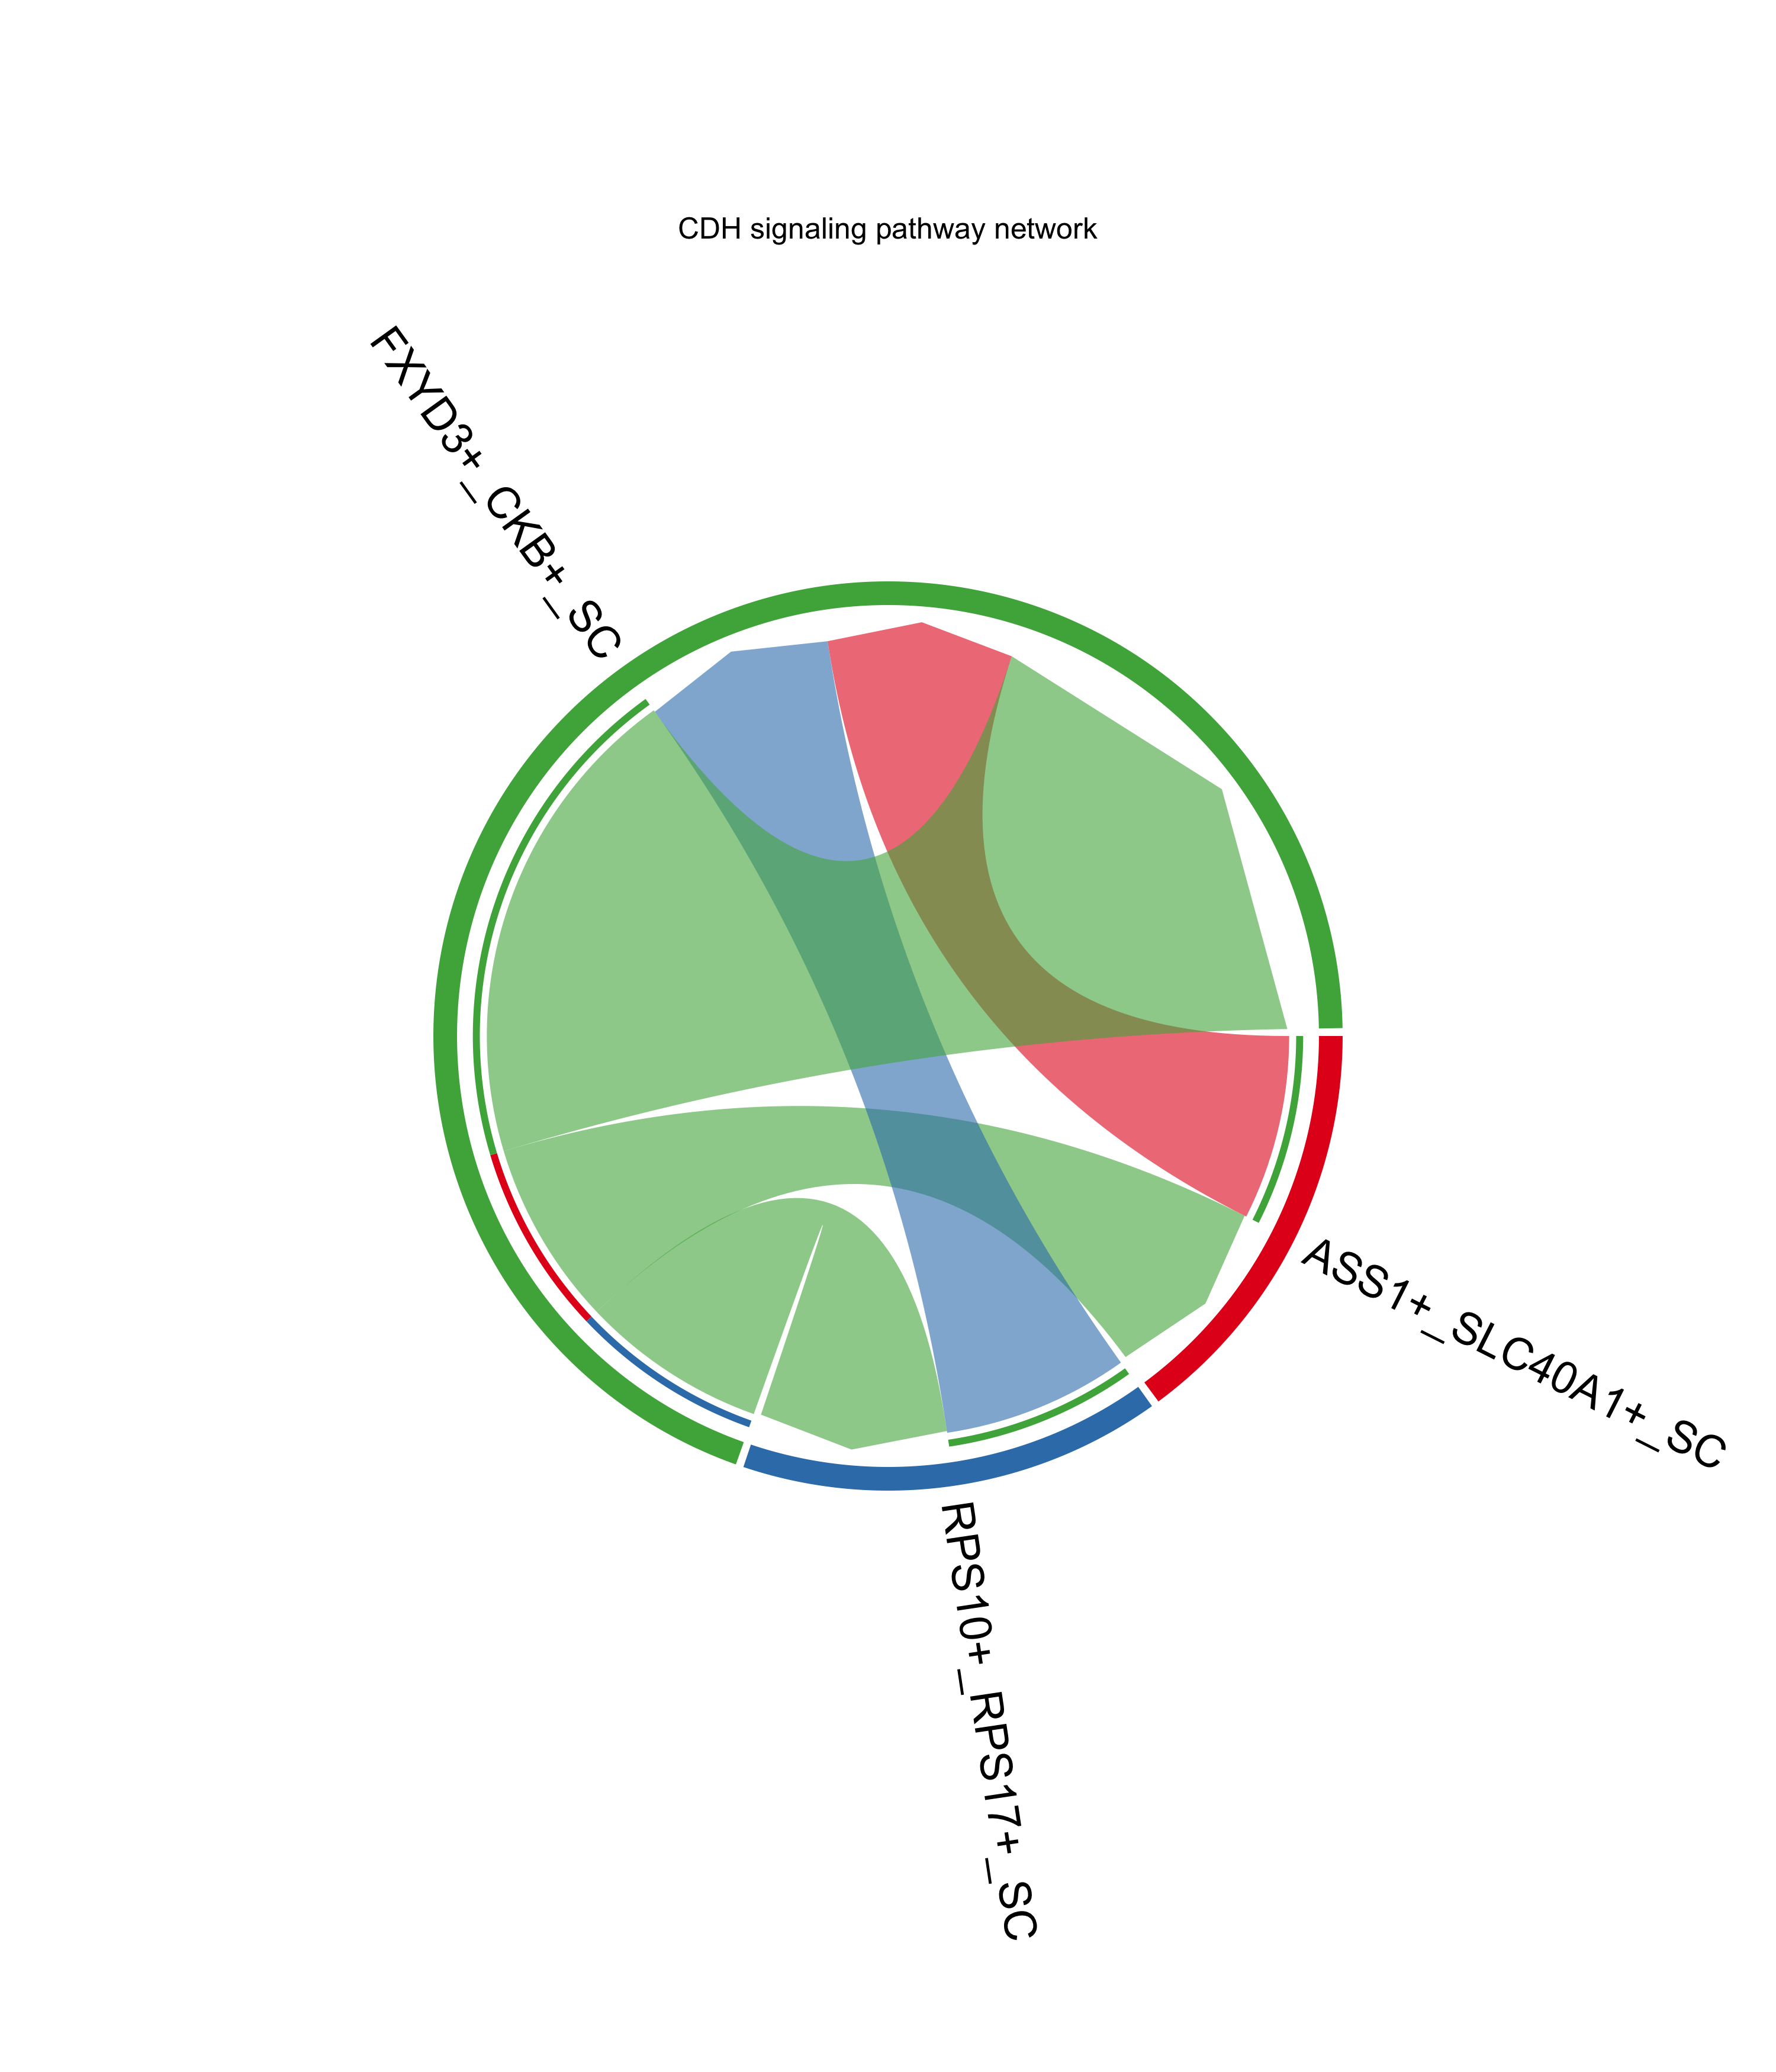 CDH signaling pathway network
FXYD3+_CKB+_SC
ASS1+_SLC40A1+_SC
RPS10+_RPS17+_SC